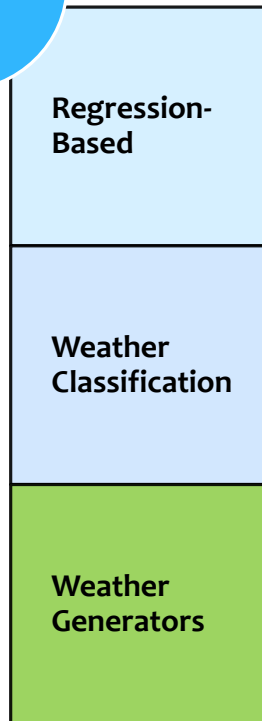 Regression-
Based
Weather
Classification
Weather
Generators